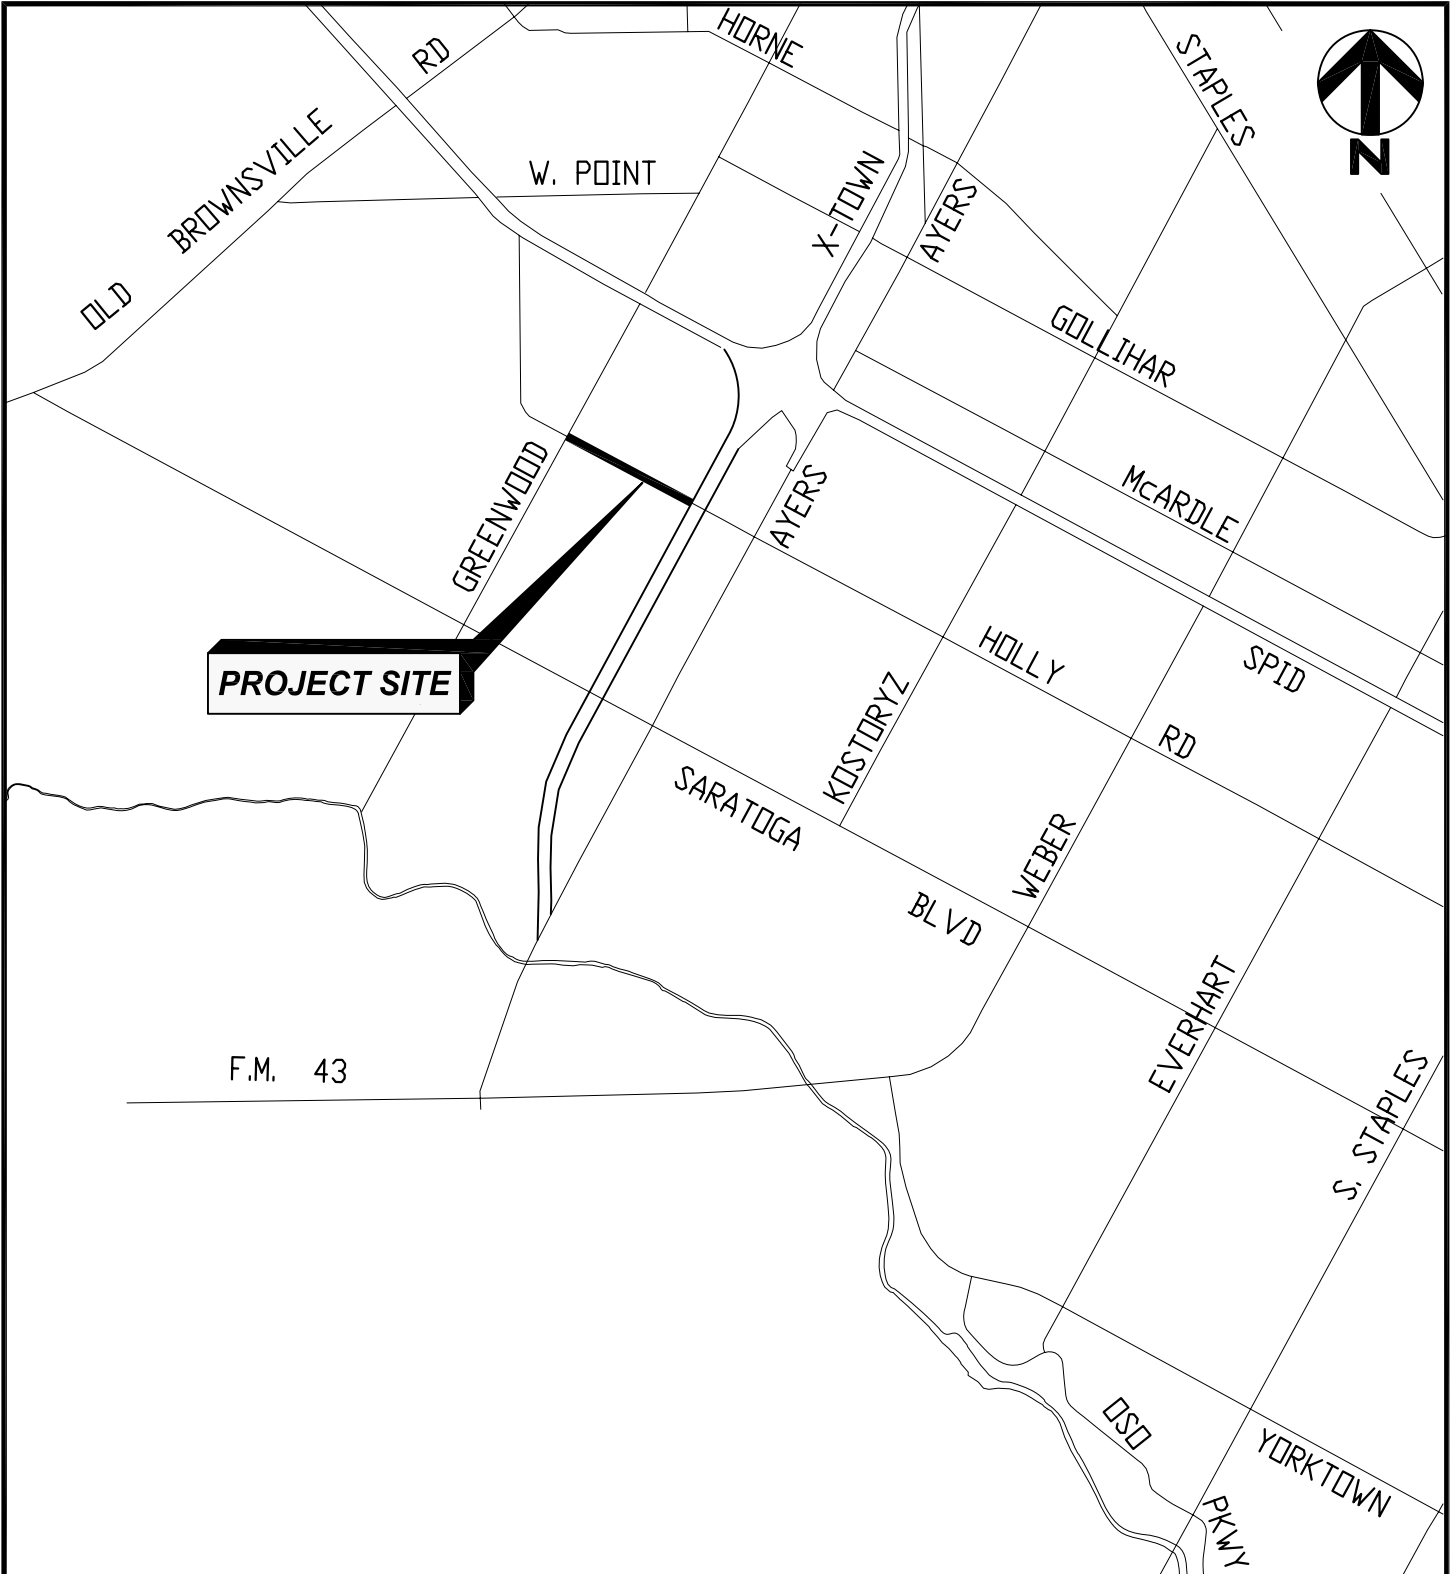 HORNE
STAPLES
RD
BROWNSVILLE
OLD
N
W. POINT
X-TOWN
AYERS
GOLLIHAR
GREENWOOD
AYERS
McARDLE
PROJECT SITE
HOLLY
RD
SPID
KOSTORYZ
SARATOGA
BLVD
WEBER
EVERHART
F.M. 43
S. STAPLES
OSO
PKWY
YORKTOWN